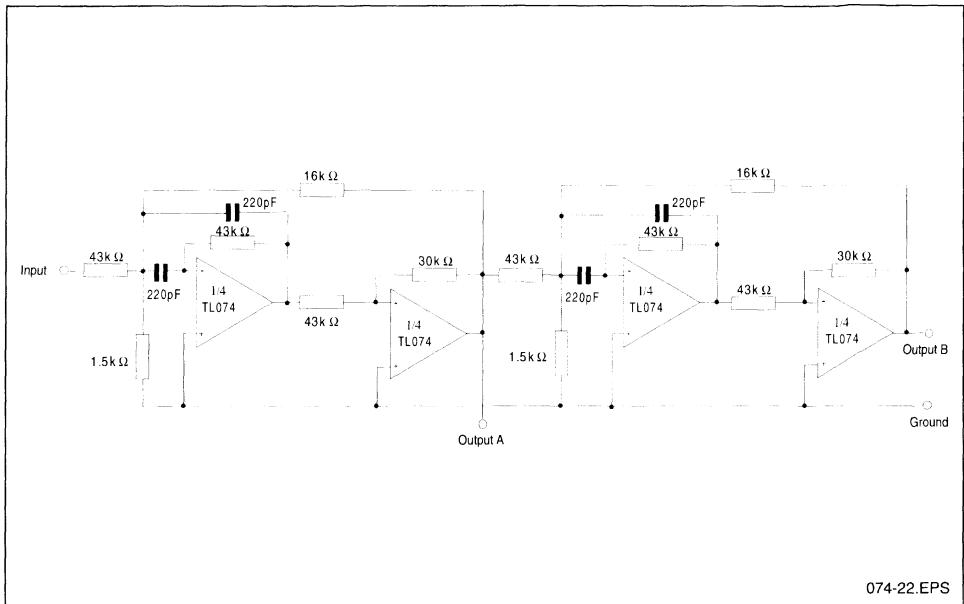 16k Ω
16k Ω
220pF
220pF
43k Ω
43k Ω
Input
43k Ω
30k Ω
43k Ω
30k Ω
220pF
1/4
TL074
43k Ω
1/4
TL074
220pF
1/4
TL074
43k Ω
1/4
TL074
1.5k Ω
1.5k Ω
Output B
Output A
Ground
074-22.EPS